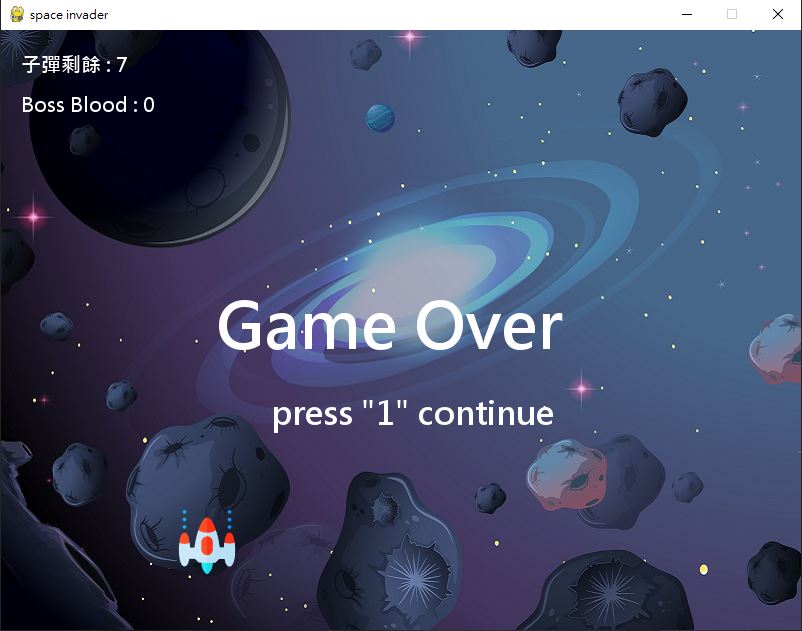 space invader
子彈剩餘 : 7
Boss Blood : 0
Game Over
press "1" continue